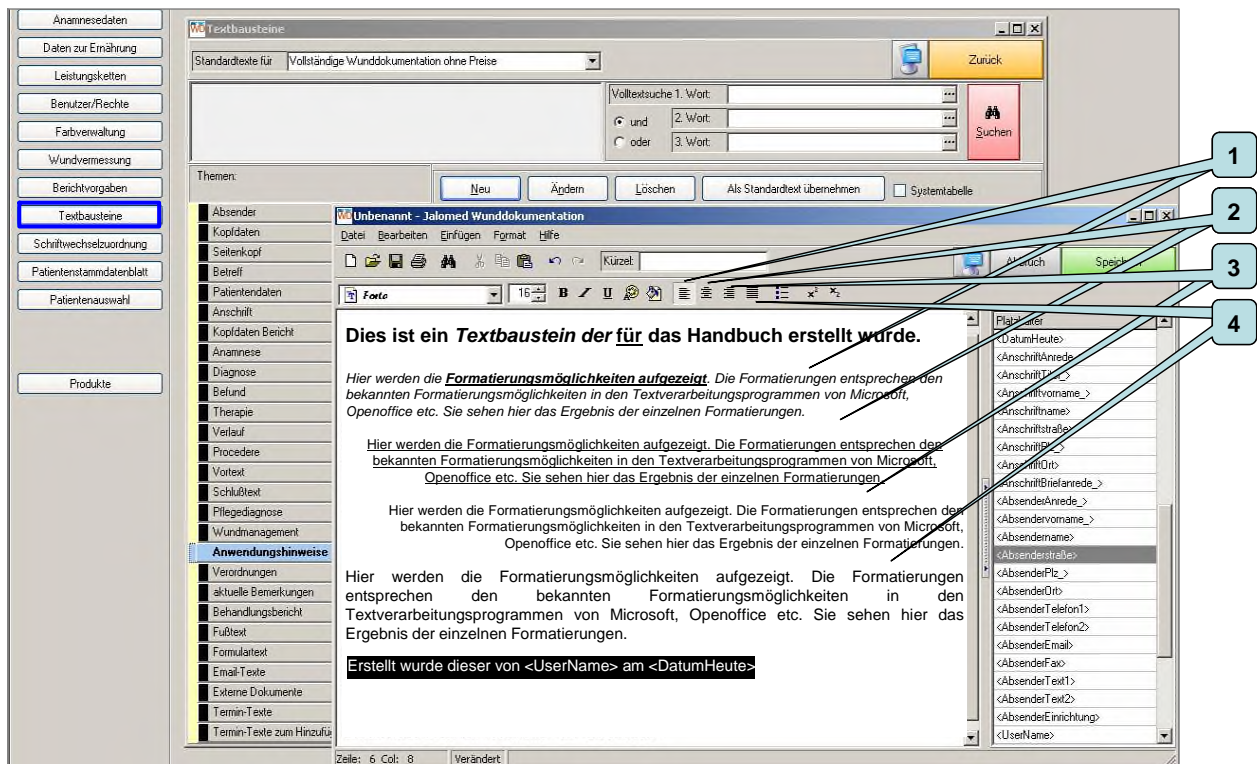 Anamnesedaten
Daten zur Ernährung
Leistungsketten
Benutzer/Rechte
Farbverwaltung
Wundvermessung
Berichtvorgaben
Textbausteine
Schriftwechselzuordnung
Patientenstammdatenblatt
Patientenauswahl
Produkte
Textbausteine
Standardtexte für Vollständige Wunddokumentation ohne Preise
Zurück
Volltextsuche 1. Wort:
und 2. Wort:
oder 3. Wort:
Suchen
Themen:
Neu Ändern Löschen Als Standardtext übernehmen Systemtabelle
Absender
Kopfdaten
Seitenkopf
Betreff
Patientendaten
Anschrift
Kopfdaten Bericht
Anamnese
Diagnose
Befund
Therapie
Verlauf
Procedere
Vortext
Schlußtext
Pflegediagnose
Wundmanagement
Anwendungshinweise
Verordnungen
aktuelle Bemerkungen
Behandlungsbericht
Fußtext
Formulartext
Email-Texte
Externe Dokumente
Termin-Texte
Termin-Texte zum Hinzufü
Unbenannt - Jalomed Wunddokumentation
Datei Bearbeiten Einfügen Format Hilfe
Kürzel:
Forte 16 B I U x² x₂
Dies ist ein Textbaustein der für das Handbuch erstellt wurde.
Hier werden die Formatierungsmöglichkeiten aufgezeigt. Die Formatierungen entsprechen den
bekannten Formatierungsmöglichkeiten in den Textverarbeitungsprogrammen von Microsoft,
Openoffice etc. Sie sehen hier das Ergebnis der einzelnen Formatierungen.
Hier werden die Formatierungsmöglichkeiten aufgezeigt. Die Formatierungen entsprechen den
bekannten Formatierungsmöglichkeiten in den Textverarbeitungsprogrammen von Microsoft,
Openoffice etc. Sie sehen hier das Ergebnis der einzelnen Formatierungen.
Hier werden die Formatierungsmöglichkeiten aufgezeigt. Die Formatierungen entsprechen den
bekannten Formatierungsmöglichkeiten in den Textverarbeitungsprogrammen von Microsoft,
Openoffice etc. Sie sehen hier das Ergebnis der einzelnen Formatierungen.
Hier werden die Formatierungsmöglichkeiten aufgezeigt. Die Formatierungen
entsprechen den bekannten Formatierungsmöglichkeiten in den
Textverarbeitungsprogrammen von Microsoft, Openoffice etc. Sie sehen hier das
Ergebnis der einzelnen Formatierungen.
Erstellt wurde dieser von <UserName> am <DatumHeute>
Platzhalter
<DatumHeute>
<AnschriftAnrede
<Anschriftvorname_>
<Anschriftname>
<Anschriftstraße>
<AnschriftOrt>
<AnschriftBriefanrede_>
<AbsenderAnrede_>
<Absendervorname_>
<Absendername>
<Absenderstraße>
<AbsenderPlz_>
<AbsenderOrt>
<AbsenderTelefon1>
<AbsenderTelefon2>
<AbsenderEmail>
<AbsenderFax>
<AbsenderText1>
<AbsenderText2>
<AbsenderEinrichtung>
<UserName>
Zeile: 6 Col: 8 Verändert
1
2
3
4